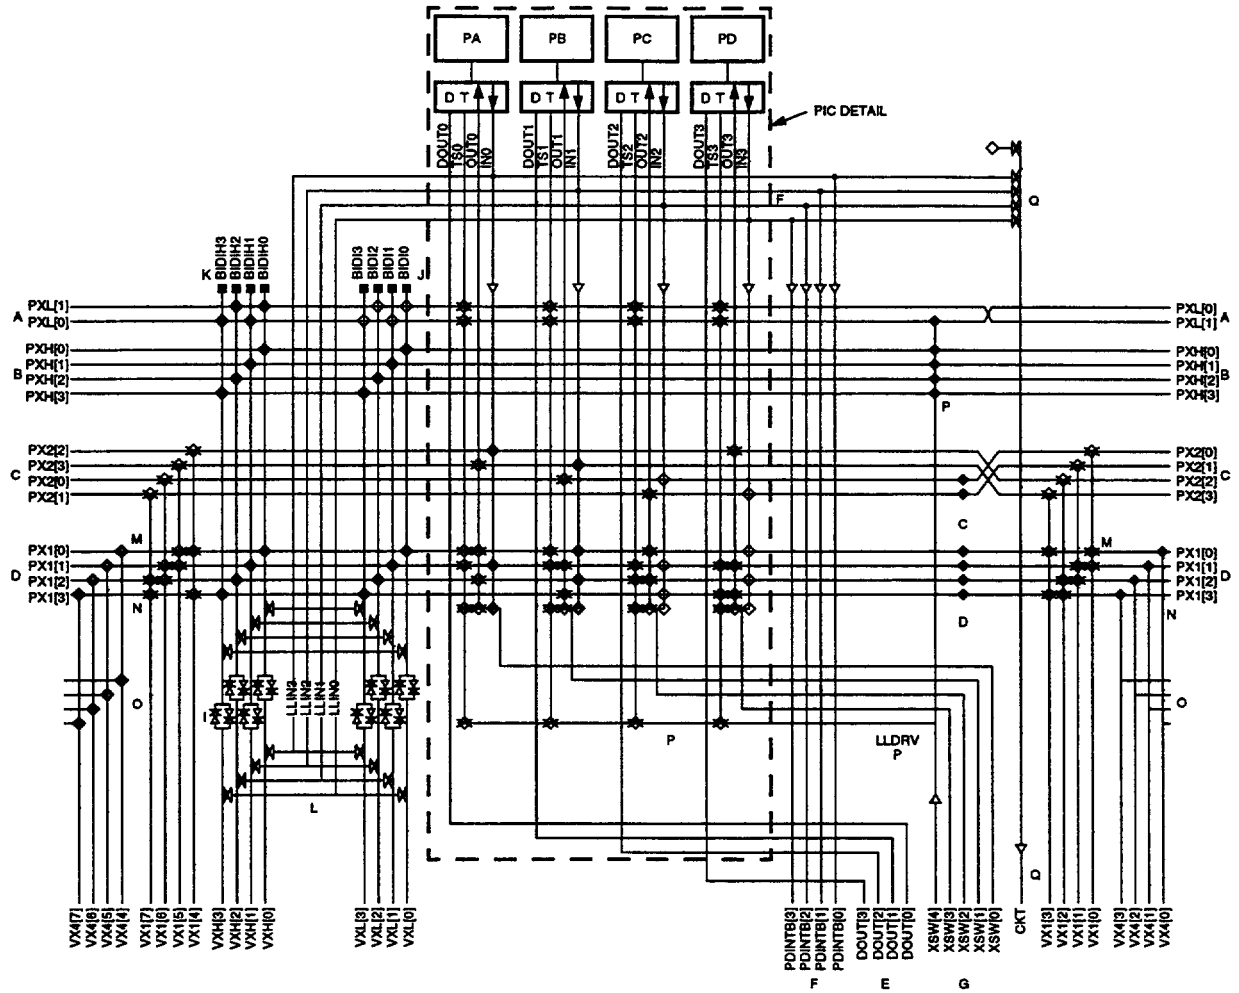 PA PB PC PD
D T D T D T D T
PIC DETAIL
DOUT0 TS0 OUT0 IN0 DOUT1 TS1 OUT1 IN1 DOUT2 TS2 OUT2 IN2 DOUT3 TS3 OUT3 IN3
F Q
K BIDIH3 BIDIH2 BIDIH1 BIDIH0 BIDI3 BIDI2 BIDI1 BIDI0 J
PXL[1] PXL[0]
A PXL[0] PXL[1] A
PXH[0] PXH[0]
PXH[1] PXH[1]
B PXH[2] PXH[2] B
PXH[3] PXH[3]
P
PX2[2] PX2[0]
PX2[3] PX2[1]
C PX2[0] PX2[2] C
PX2[1] PX2[3]
C
M M
PX1[0] PX1[0]
PX1[1] PX1[1]
D PX1[2] PX1[2] D
PX1[3] PX1[3]
N D N
LLIN3 LLIN2 LLIN1 LLIN0
O O
I
P LLDRV
P
L
Q
VX4[7] VX4[6] VX4[5] VX4[4] VX1[7] VX1[6] VX1[5] VX1[4] VXH[3] VXH[2] VXH[1] VXH[0] VXL[3] VXL[2] VXL[1] VXL[0] PDINTB[3] PDINTB[2] PDINTB[1] PDINTB[0] DOUT[3] DOUT[2] DOUT[1] DOUT[0] XSW[4] XSW[3] XSW[2] XSW[1] XSW[0] CKT VX1[3] VX1[2] VX1[1] VX1[0] VX4[3] VX4[2] VX4[1] VX4[0]
F E G